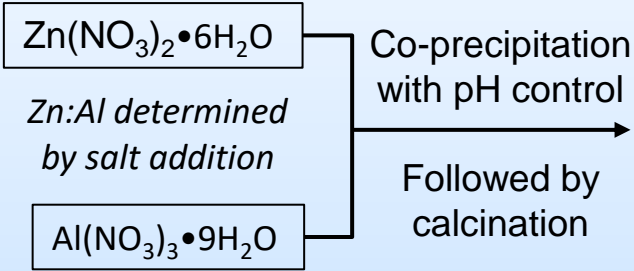 Zn(NO₃)₂•6H₂O
Zn:Al determined
by salt addition
Al(NO₃)₃•9H₂O
Co-precipitation
with pH control
Followed by
calcination